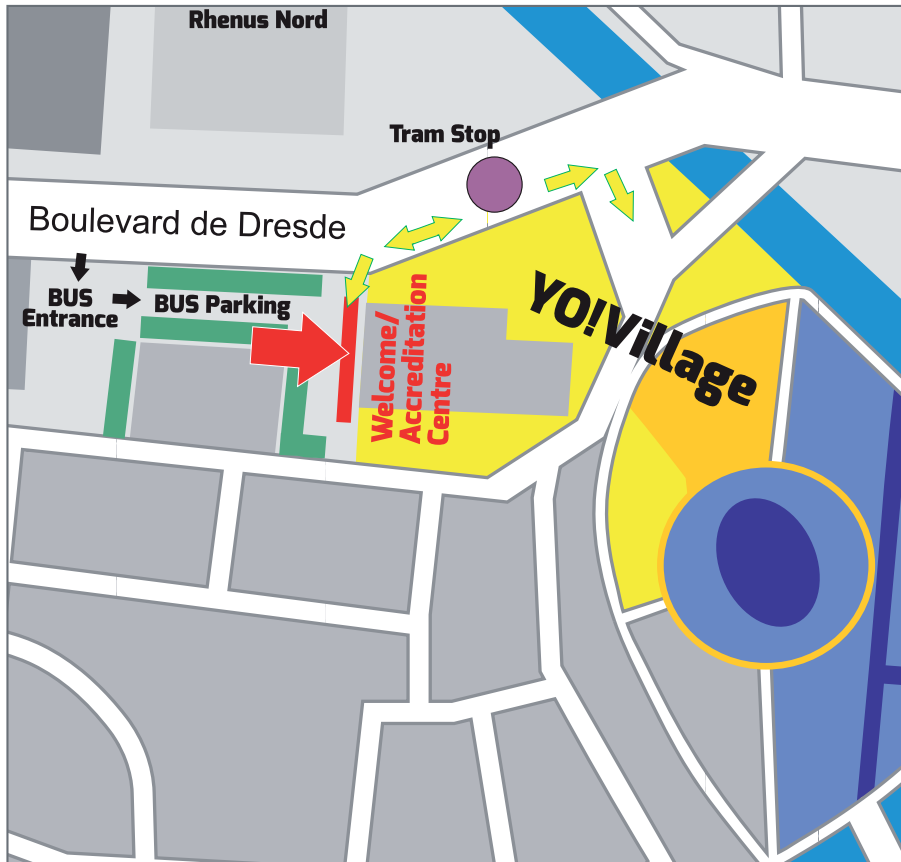 Rhenus Nord
Tram Stop
Boulevard de Dresde
BUS
Entrance
BUS Parking
YO!Village
Welcome/
Accreditation
Centre